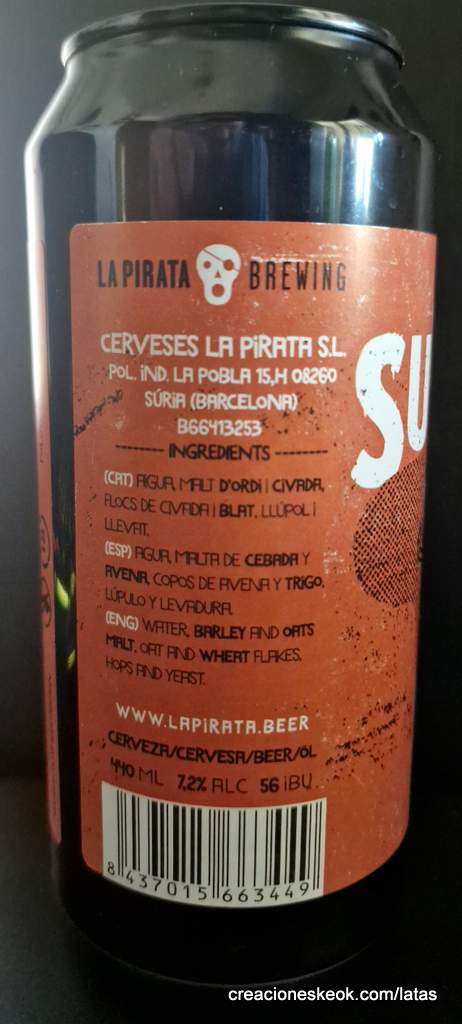 LA PIRATA BREWING
CERVESES LA PIRATA S.L.
POL. IND. LA POBLA 15,H 08260
SÚRIA (BARCELONA)
B66413253
-------- INGREDIENTS --------
(CAT) AIGUA, MALT D'ORDI I CIVADA,
FLOCS DE CIVADA I BLAT, LLÚPOL I
LLEVAT.
(ESP) AGUA, MALTA DE CEBADA Y
AVENA, COPOS DE AVENA Y TRIGO,
LÚPULO Y LEVADURA.
(ENG) WATER, BARLEY AND OATS
MALT, OAT AND WHEAT FLAKES,
HOPS AND YEAST.
WWW.LAPIRATA.BEER
CERVEZA/CERVESA/BEER/ÖL
440 ML 7,2% ALC 56 IBU
8 437015 663449
SU
creacioneskeok.com/latas